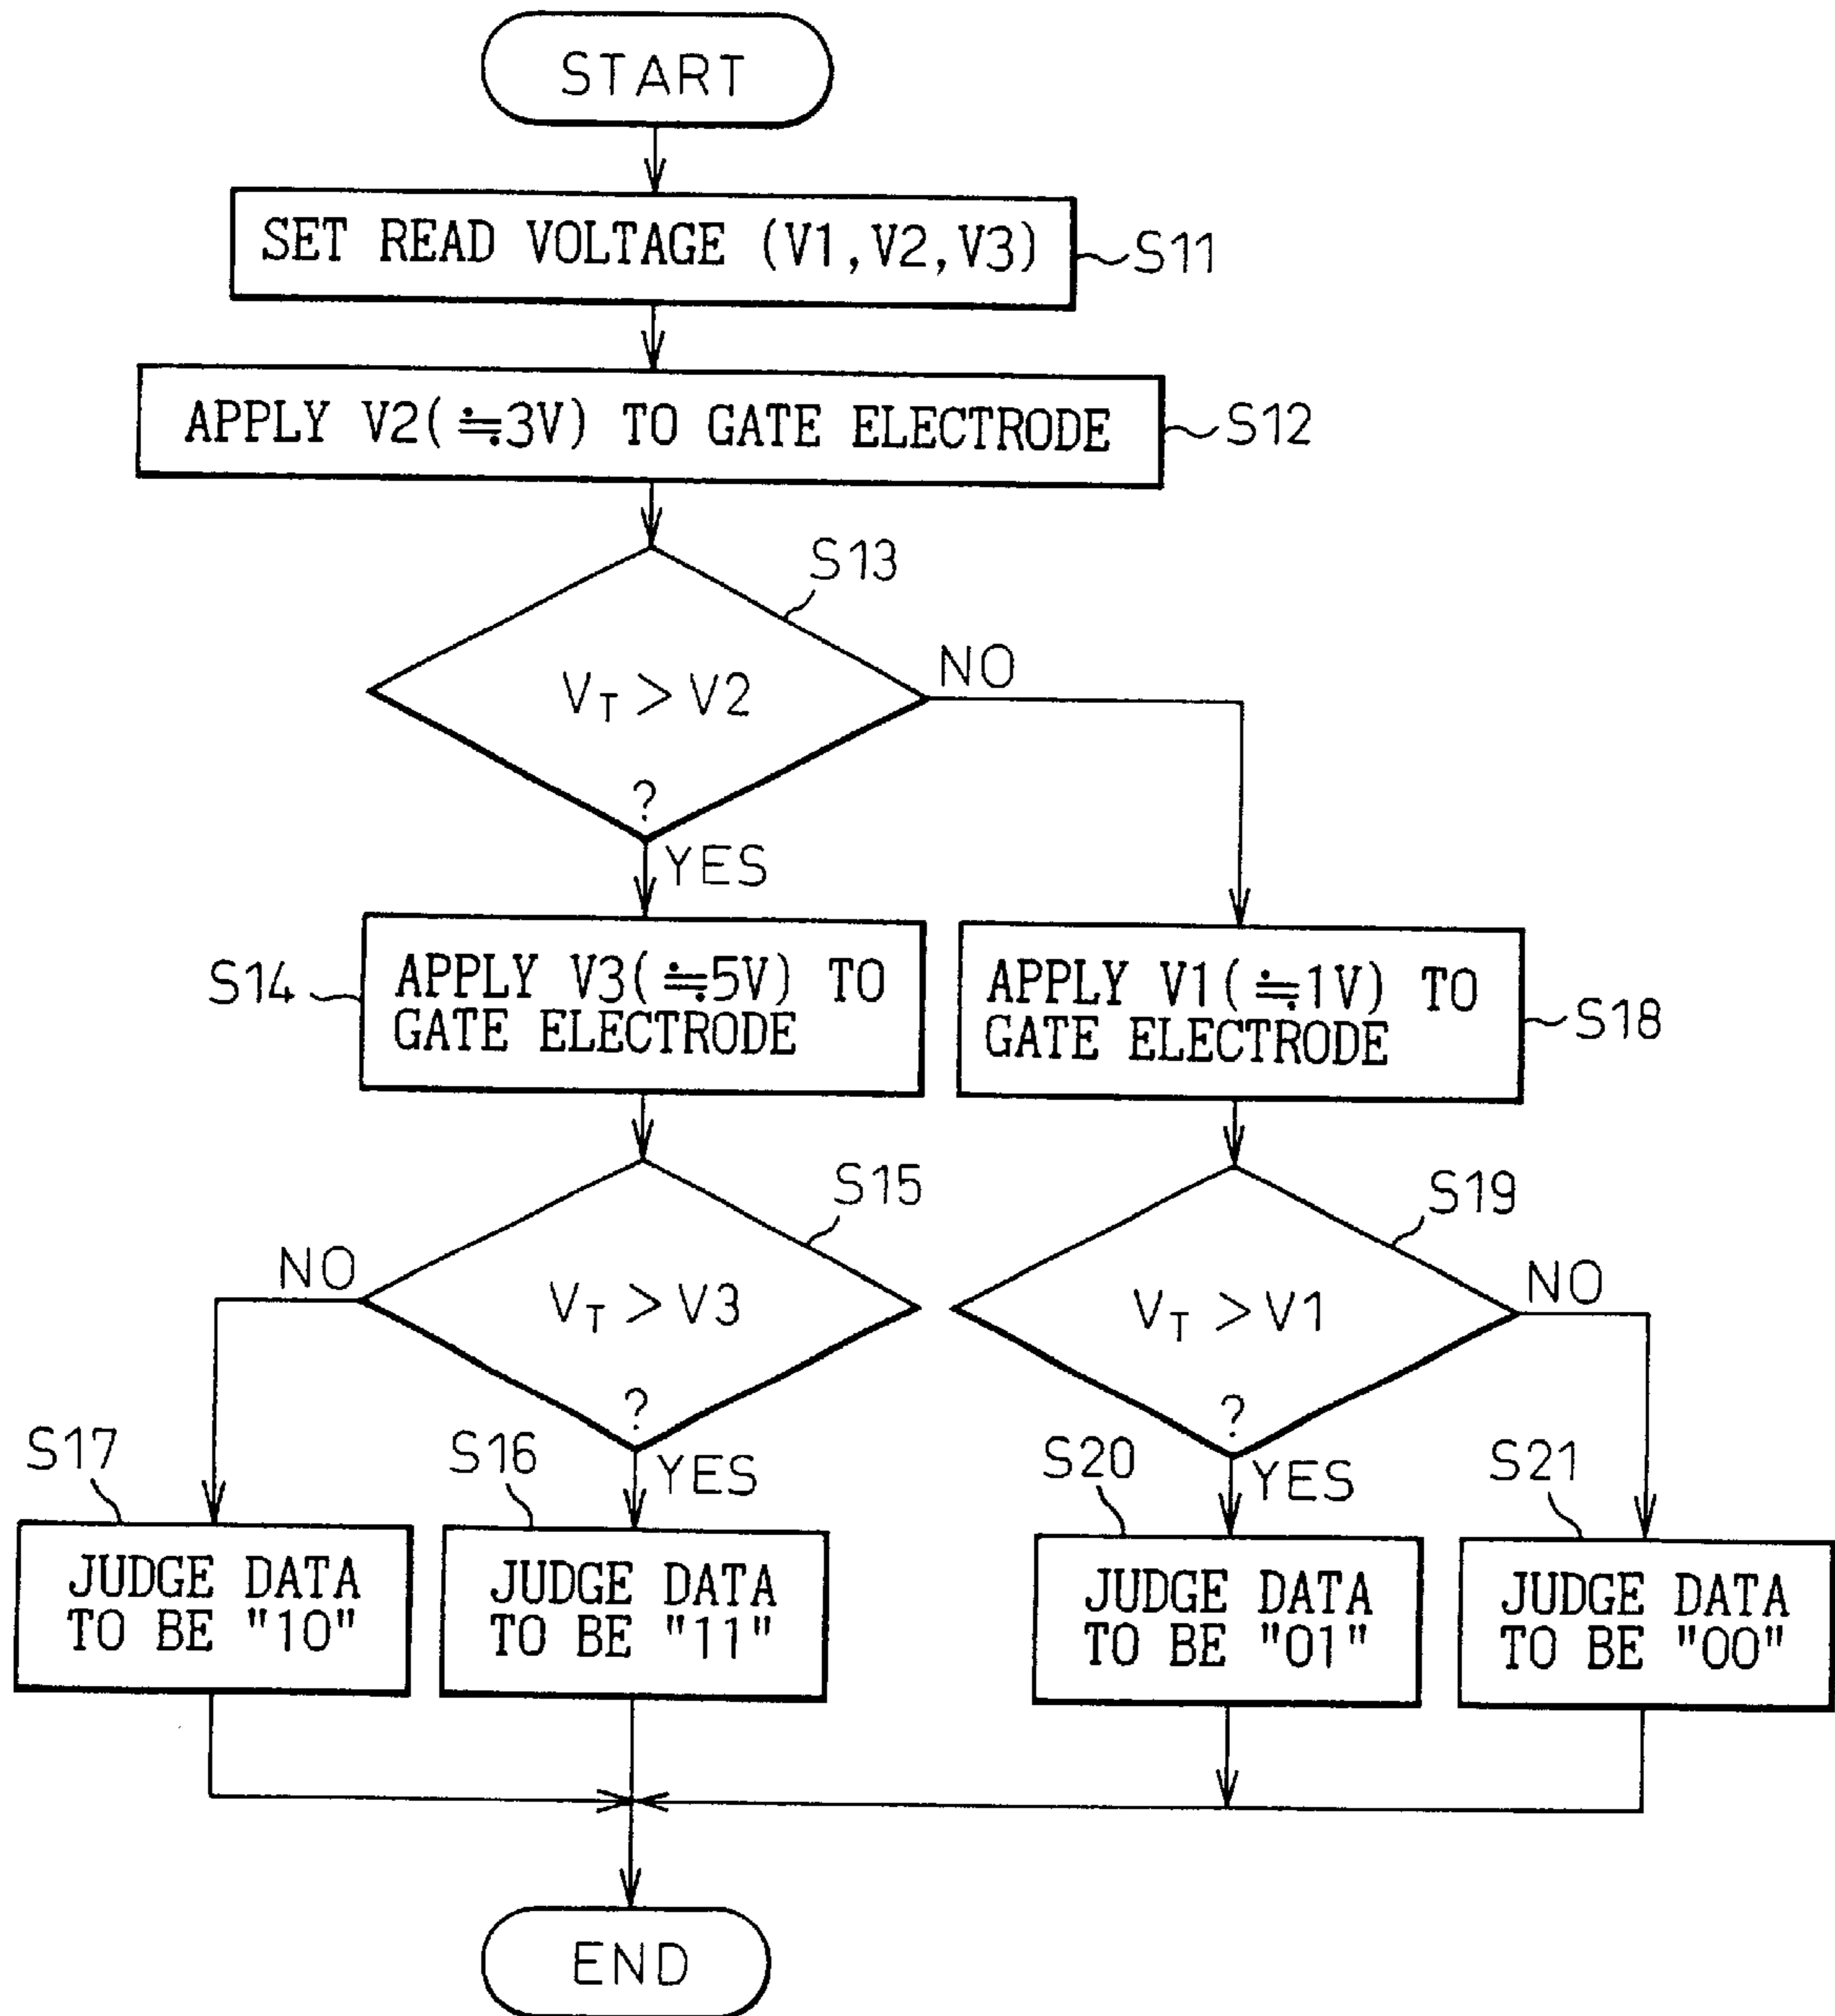 START
SET READ VOLTAGE (V1,V2,V3)
S11
APPLY V2(≒3V) TO GATE ELECTRODE
S12
S13
V_T > V2
?
NO
YES
S14
APPLY V3(≒5V) TO
GATE ELECTRODE
APPLY V1(≒1V) TO
GATE ELECTRODE
S18
S15
V_T > V3
?
NO
YES
S19
V_T > V1
?
NO
YES
S17
JUDGE DATA
TO BE "10"
S16
JUDGE DATA
TO BE "11"
S20
JUDGE DATA
TO BE "01"
S21
JUDGE DATA
TO BE "00"
END